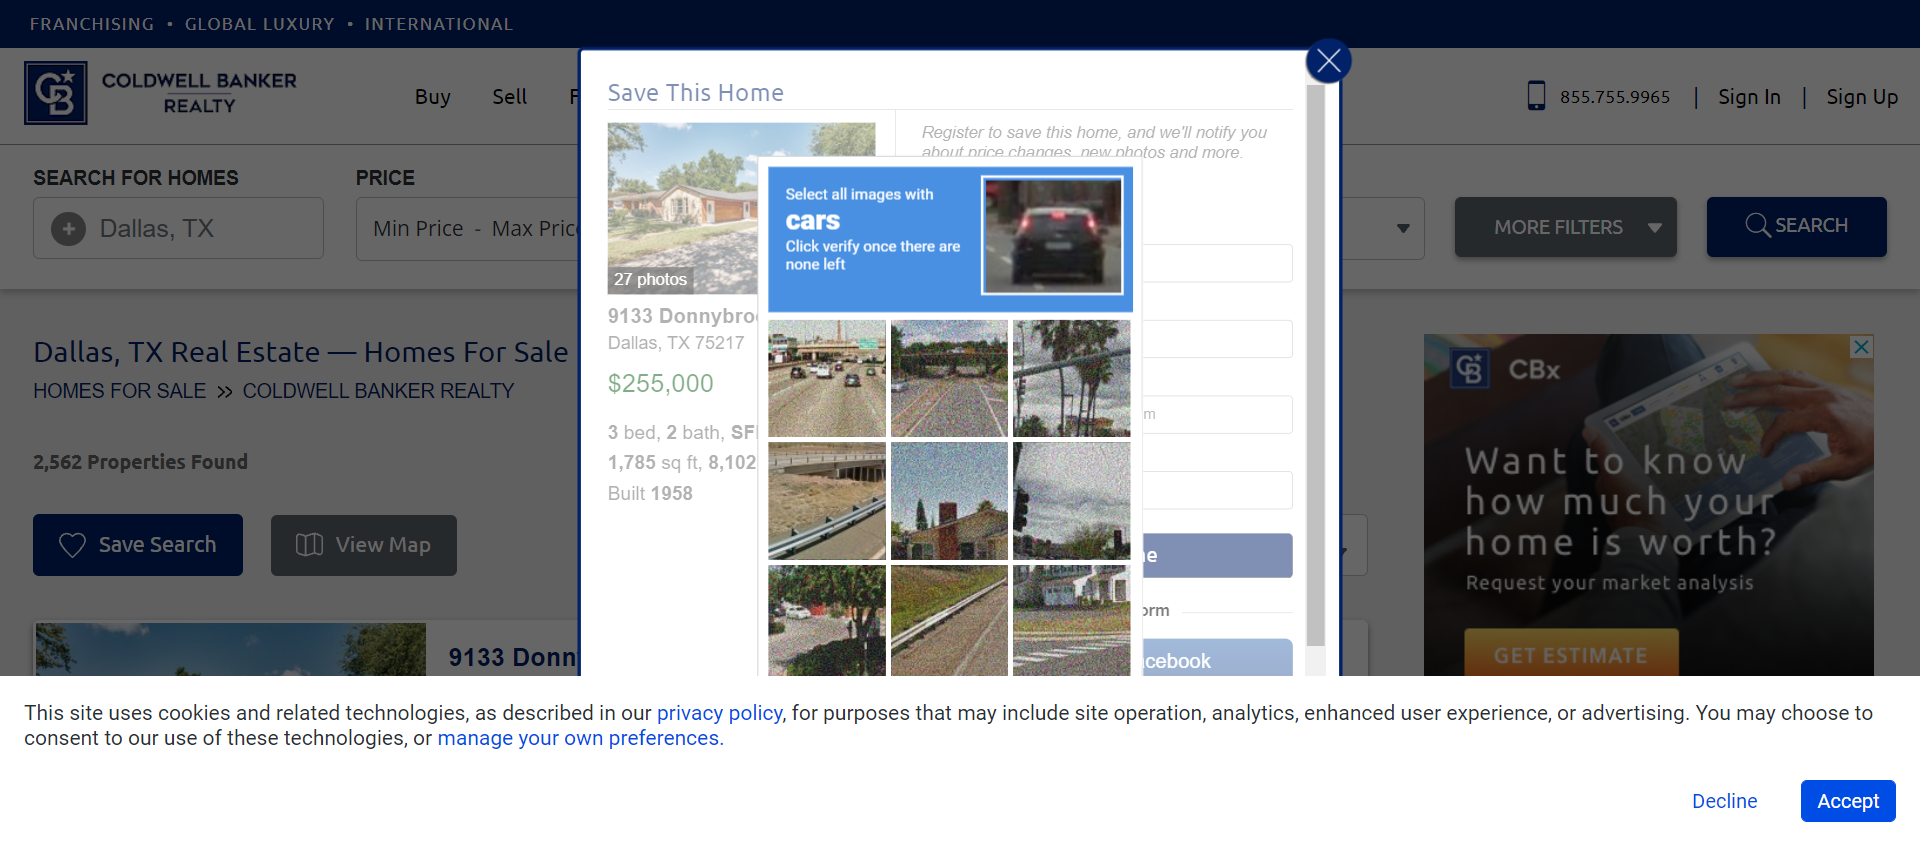 FRANCHISING • GLOBAL LUXURY • INTERNATIONAL
CB
COLDWELL BANKER
REALTY
Buy
Sell
855.755.9965 | Sign In | Sign Up
SEARCH FOR HOMES
PRICE
Dallas, TX
Min Price - Max Pric
MORE FILTERS
SEARCH
Dallas, TX Real Estate — Homes For Sale
HOMES FOR SALE » COLDWELL BANKER REALTY
2,562 Properties Found
Save Search
View Map
9133 Donn
Save This Home
Register to save this home, and we'll notify you
about price changes, new photos and more.
27 photos
9133 Donnybroo
Dallas, TX 75217
$255,000
3 bed, 2 bath, SF
1,785 sq ft, 8,102
Built 1958
Select all images with
cars
Click verify once there are
none left
m
e
orm
acebook
CB
CBx
Want to know
how much your
home is worth?
Request your market analysis
GET ESTIMATE
This site uses cookies and related technologies, as described in our privacy policy, for purposes that may include site operation, analytics, enhanced user experience, or advertising. You may choose to
consent to our use of these technologies, or manage your own preferences.
Decline
Accept